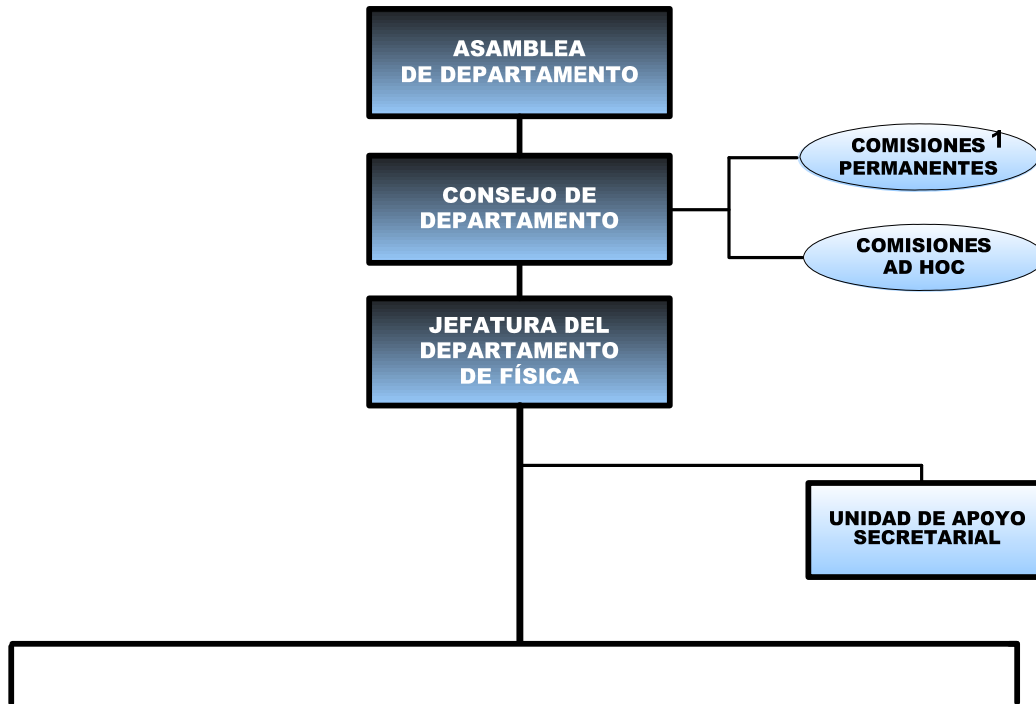 ASAMBLEA
DE DEPARTAMENTO
COMISIONES 1
PERMANENTES
CONSEJO DE
DEPARTAMENTO
COMISIONES
AD HOC
JEFATURA DEL
DEPARTAMENTO
DE FÍSICA
UNIDAD DE APOYO
SECRETARIAL